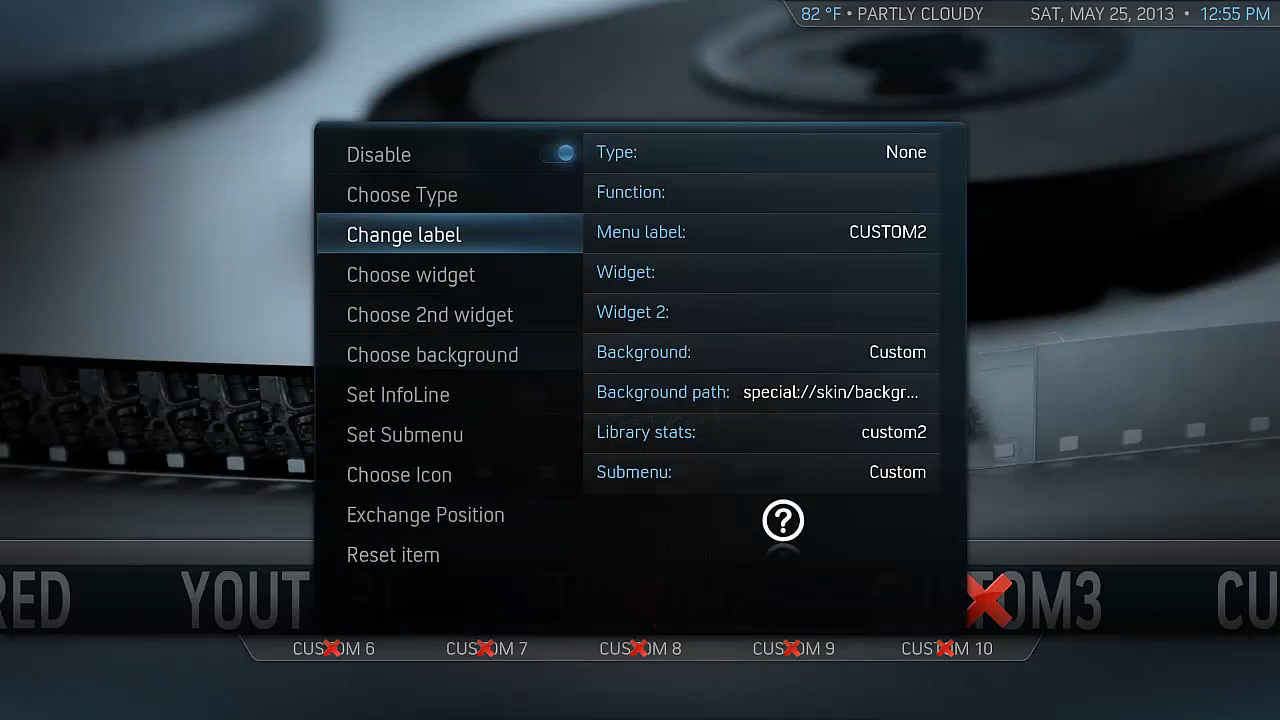 82 °F • PARTLY CLOUDY SAT, MAY 25, 2013 • 12:55 PM
Disable
Choose Type
Change label
Choose widget
Choose 2nd widget
Choose background
Set InfoLine
Set Submenu
Choose Icon
Exchange Position
Reset item
Type: None
Function:
Menu label: CUSTOM2
Widget:
Widget 2:
Background: Custom
Background path: special://skin/backgr...
Library stats: custom2
Submenu: Custom
?
RED YOUT CUSTOM3 CU
CUSTOM 6 CUSTOM 7 CUSTOM 8 CUSTOM 9 CUSTOM 10